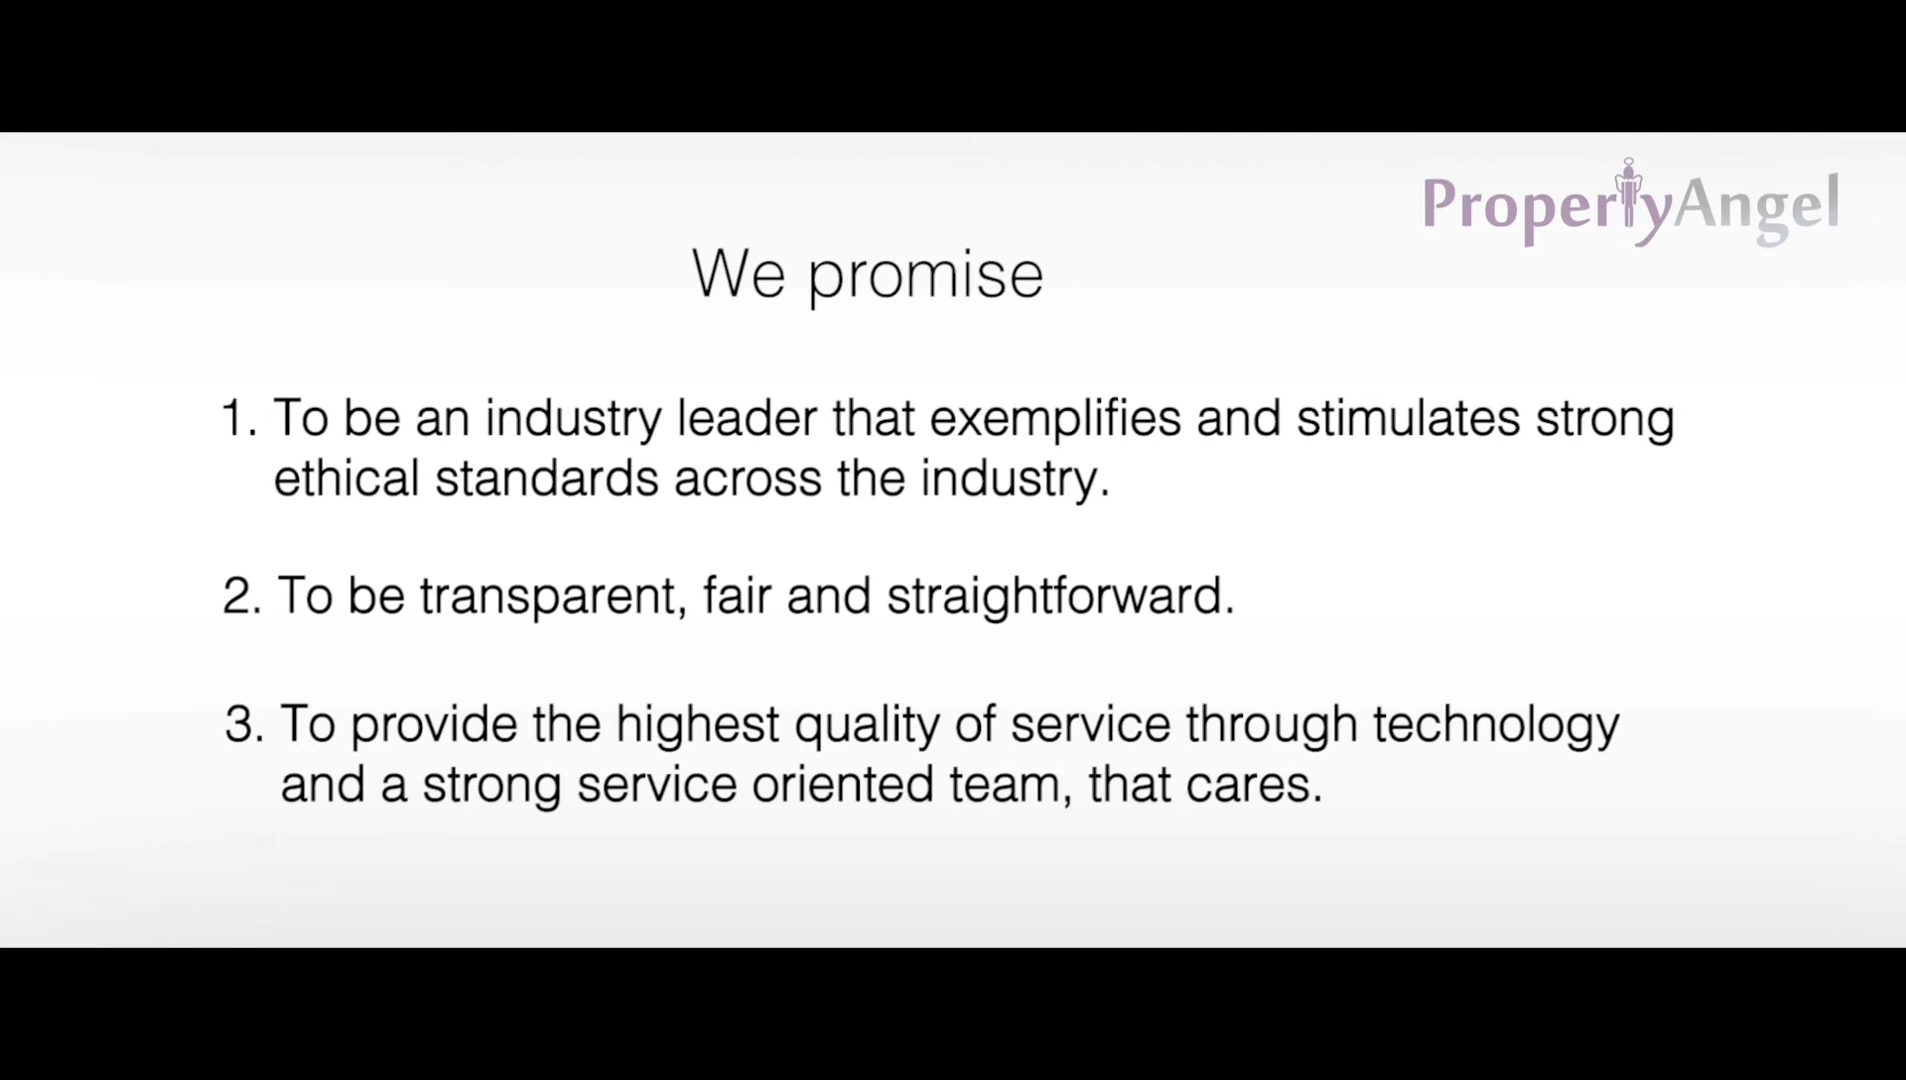 PropertyAngel
We promise
1. To be an industry leader that exemplifies and stimulates strong
ethical standards across the industry.
2. To be transparent, fair and straightforward.
3. To provide the highest quality of service through technology
and a strong service oriented team, that cares.